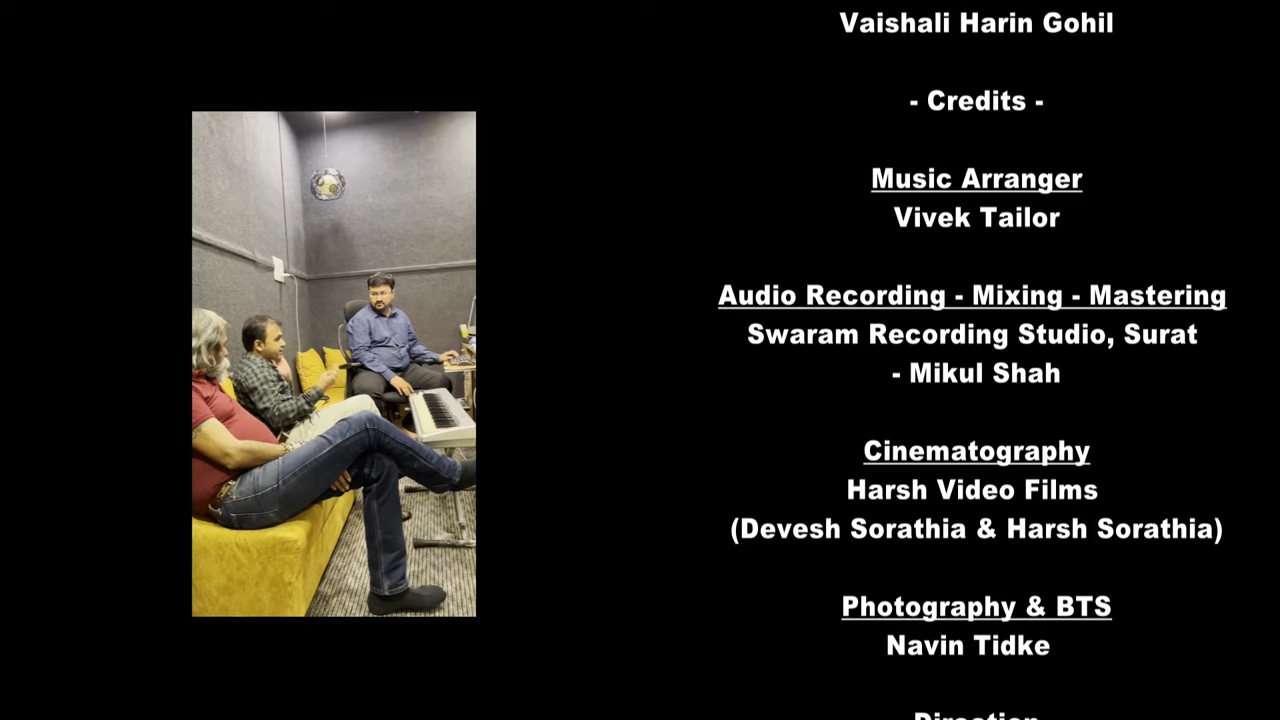 Vaishali Harin Gohil
- Credits -
Music Arranger
Vivek Tailor
Audio Recording - Mixing - Mastering
Swaram Recording Studio, Surat
- Mikul Shah
Cinematography
Harsh Video Films
(Devesh Sorathia & Harsh Sorathia)
Photography & BTS
Navin Tidke
Direction